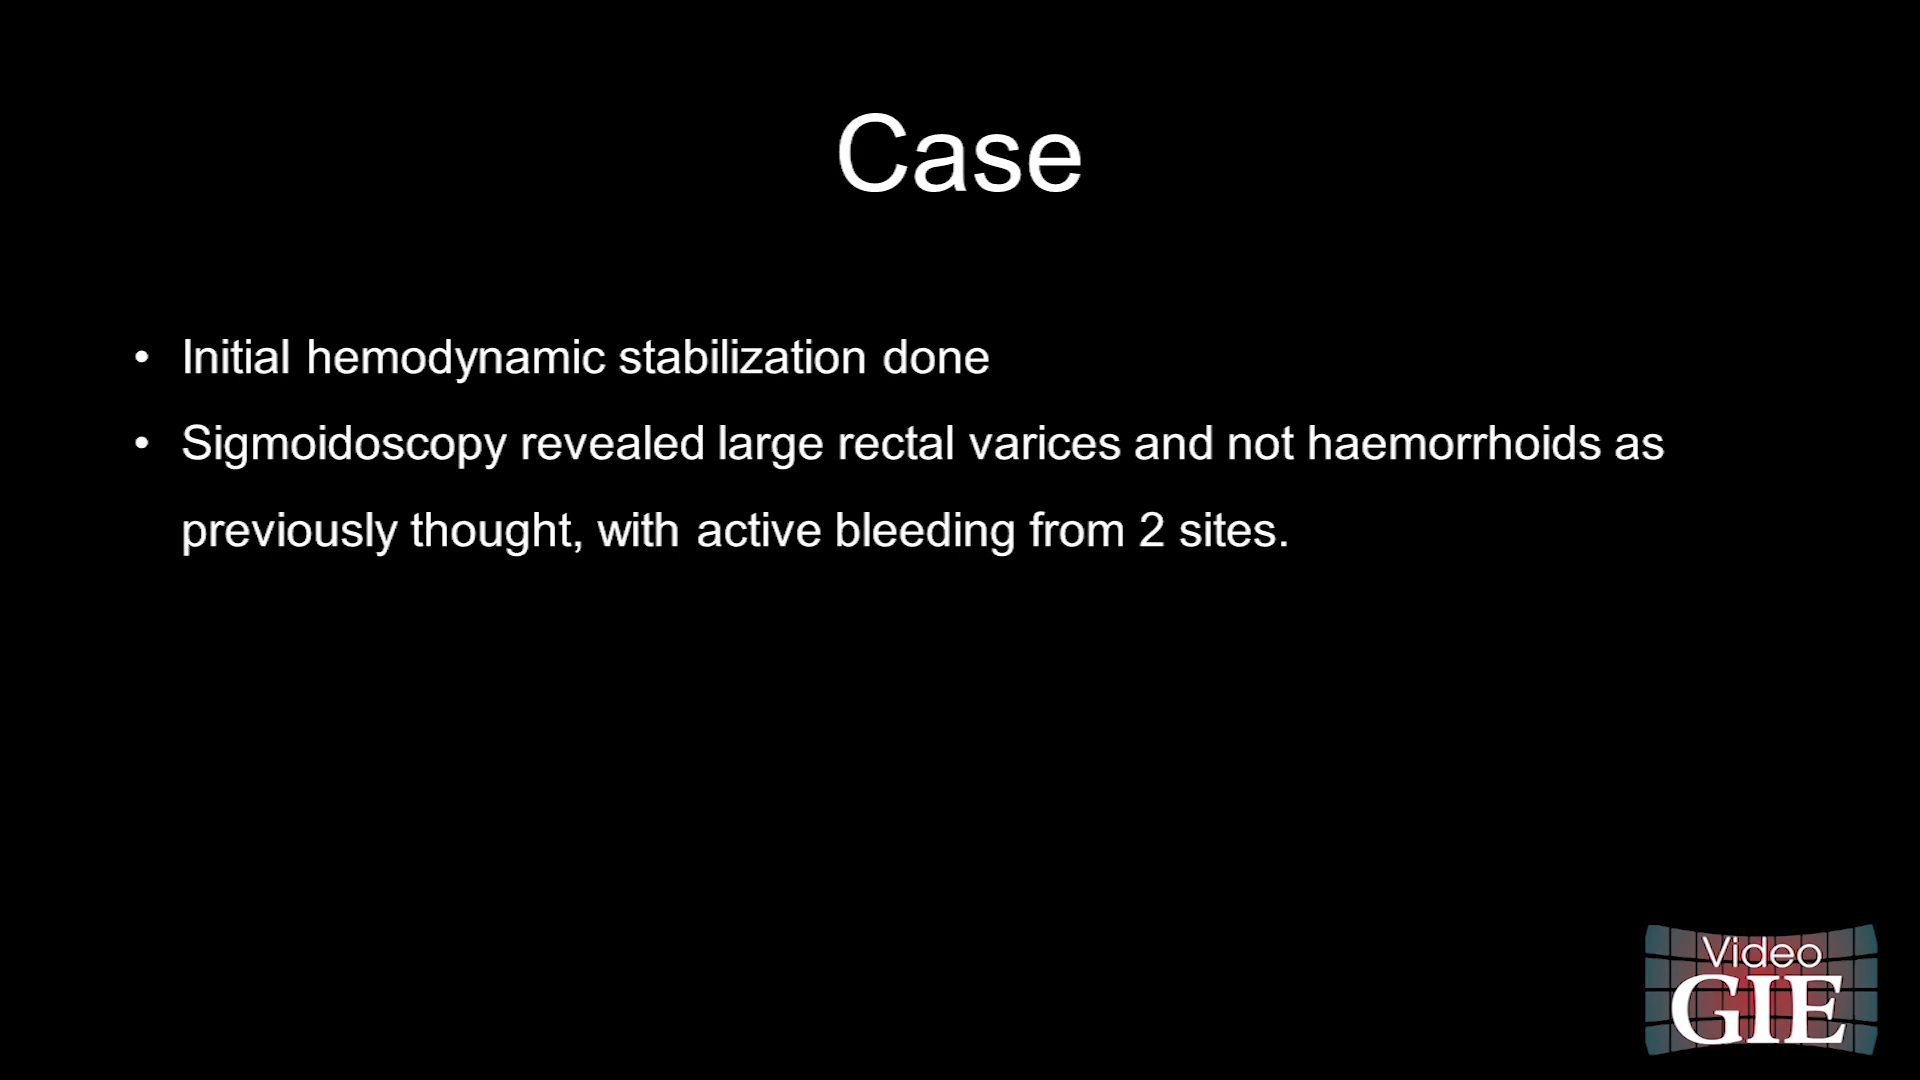 Case
• Initial hemodynamic stabilization done
• Sigmoidoscopy revealed large rectal varices and not haemorrhoids as
previously thought, with active bleeding from 2 sites.
Video
GIE